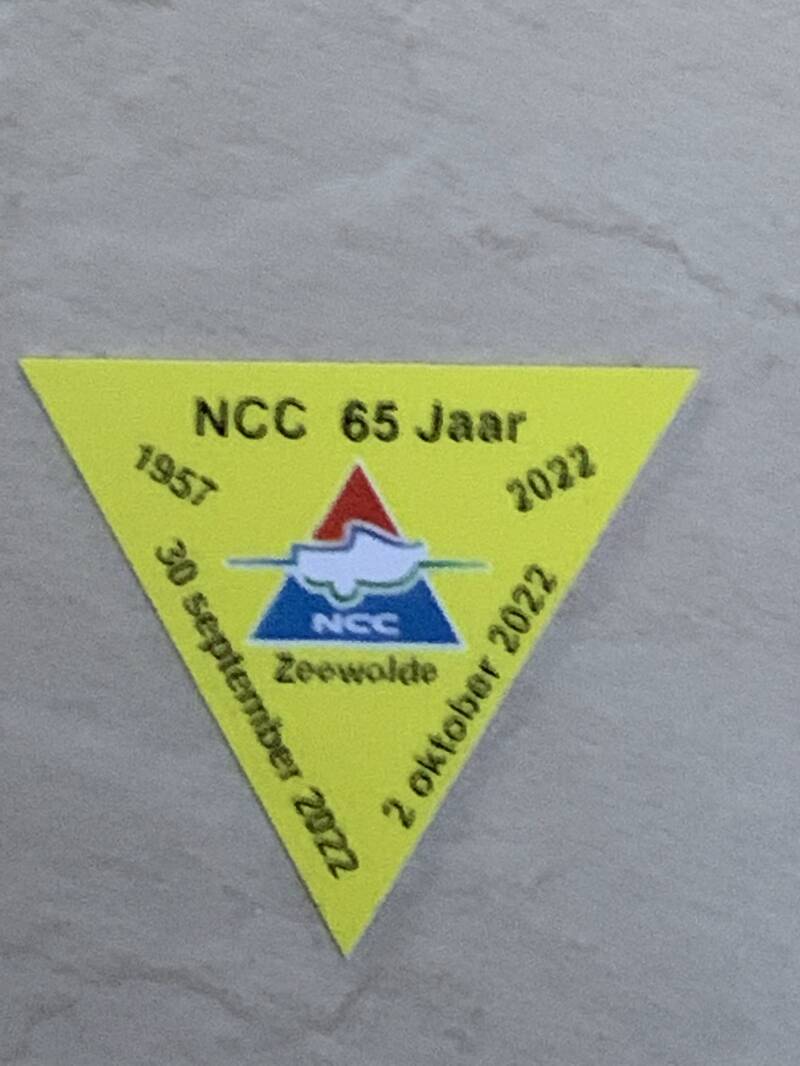 NCC 65 Jaar
1957
2022
NCC
Zeewolde
30 september 2022
2 oktober 2022